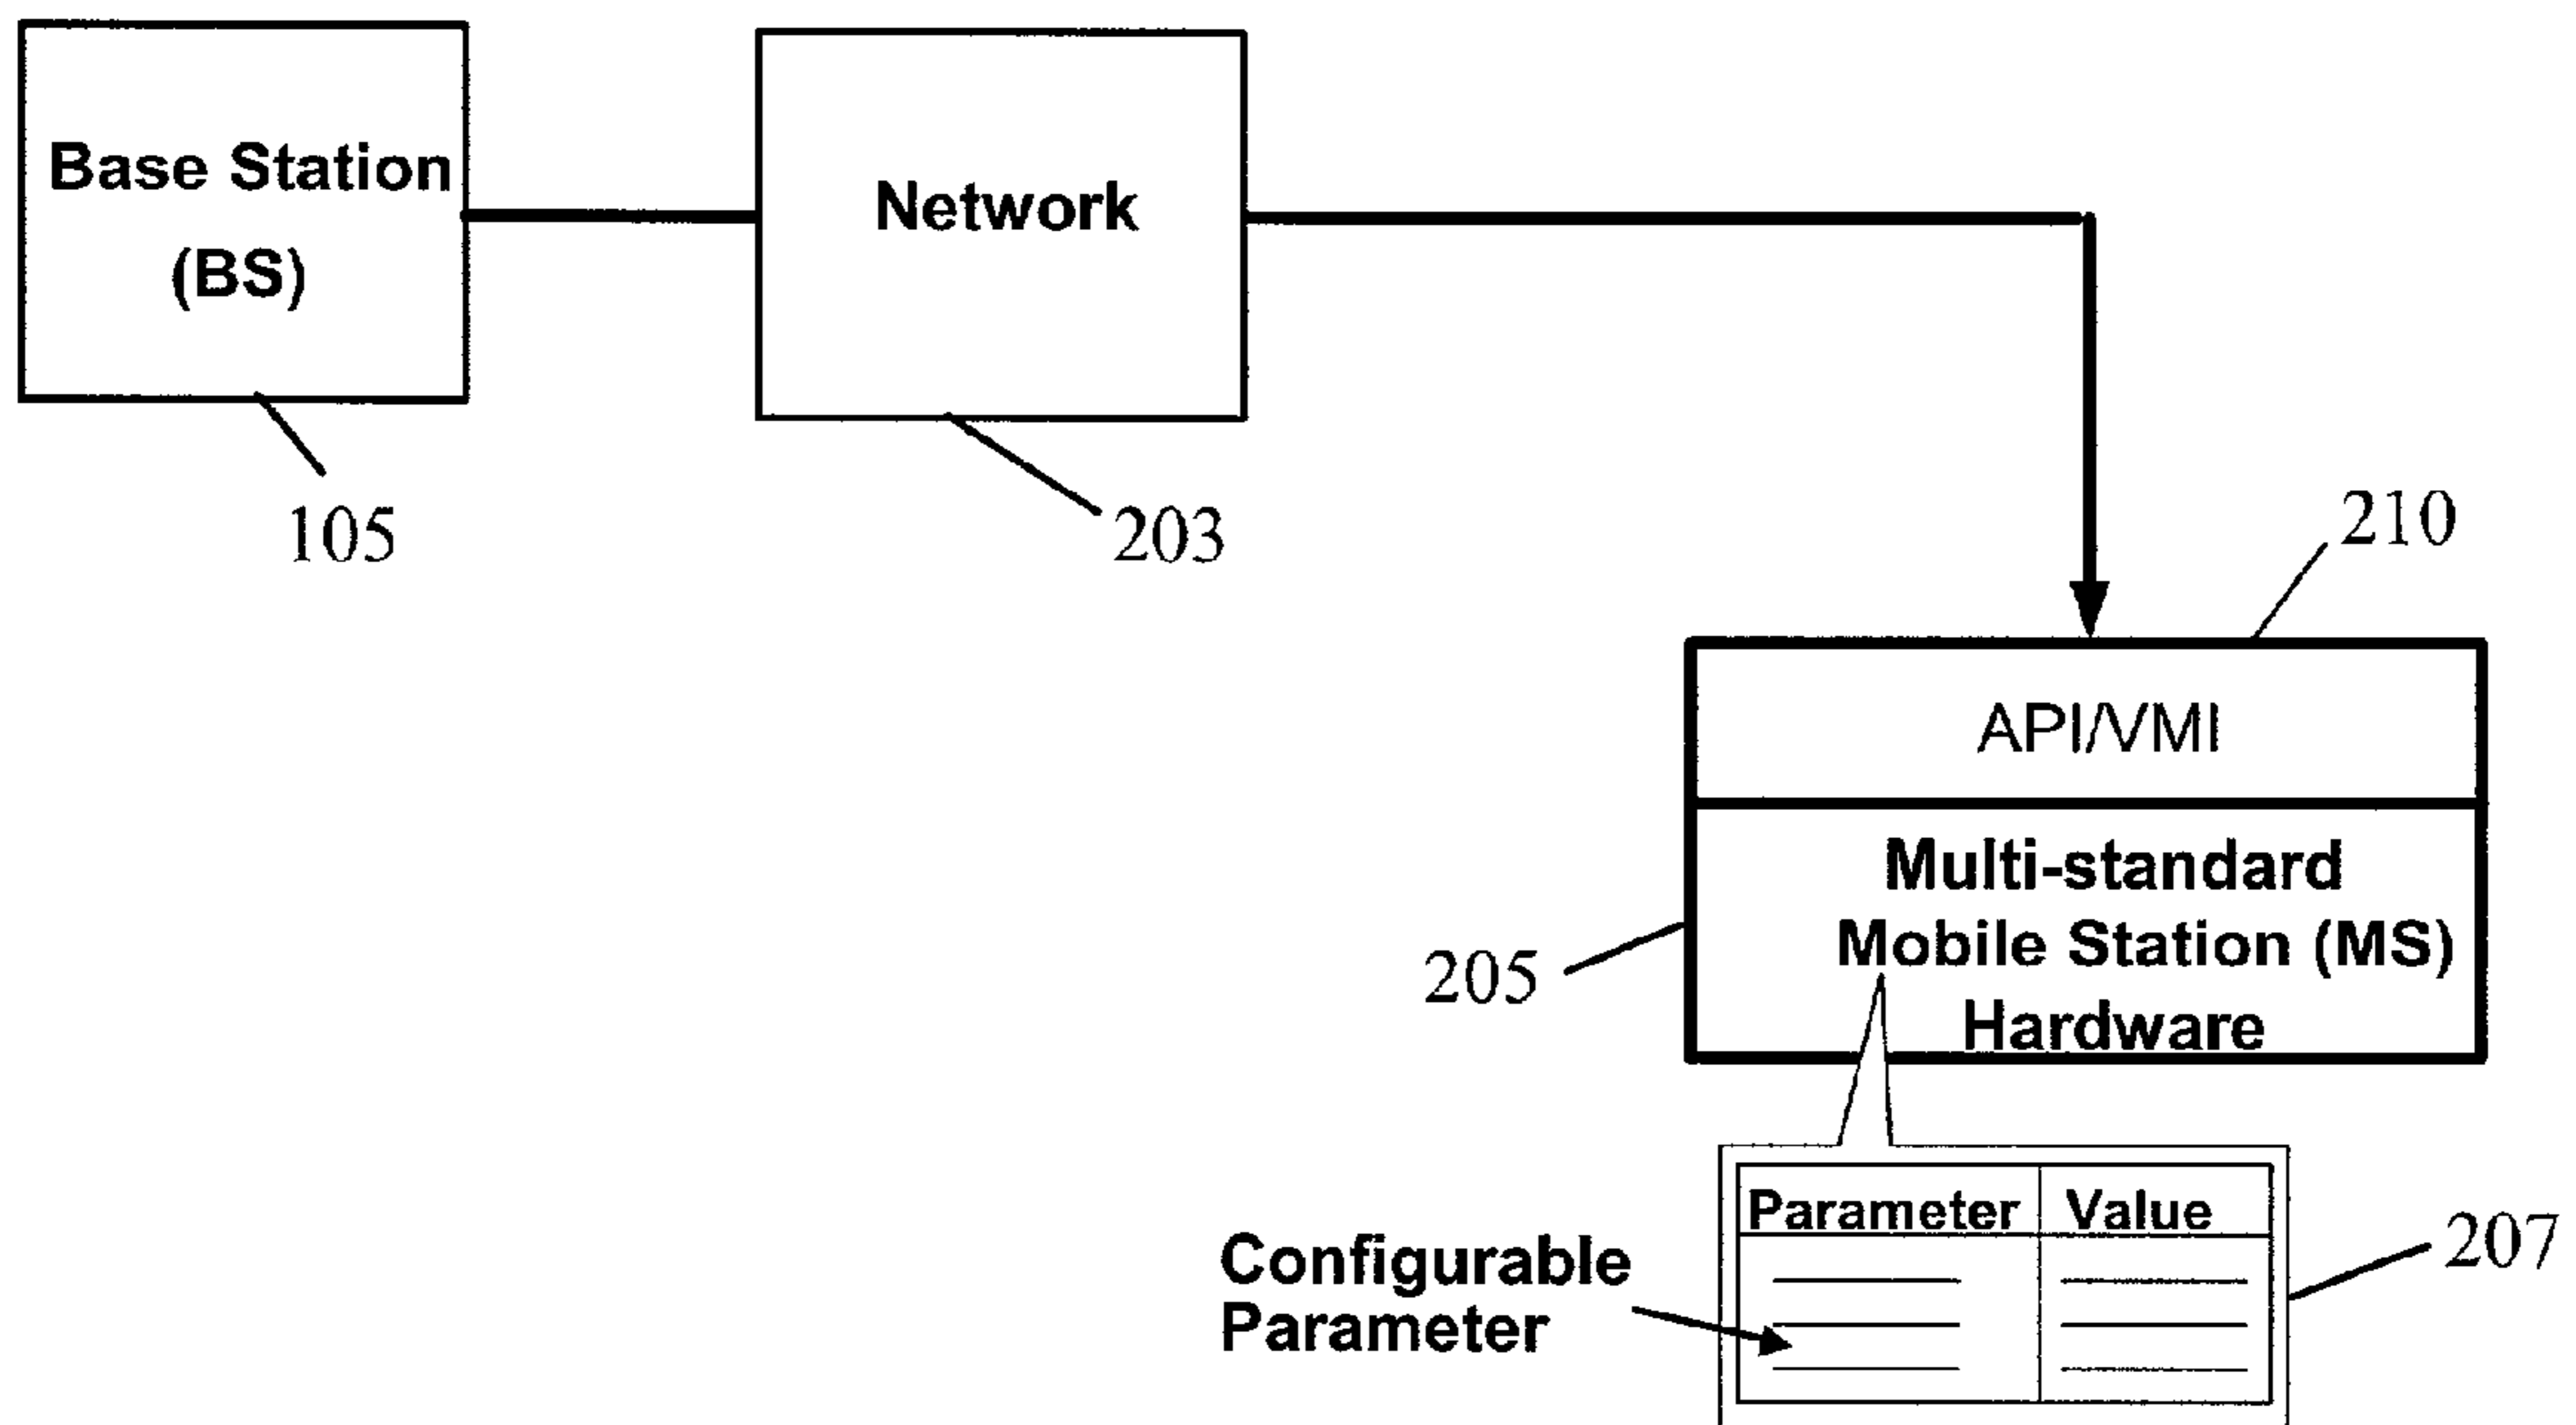 Base Station
(BS)
Network
105
203
210
API/VMI
Multi-standard
Mobile Station (MS)
Hardware
205
Parameter Value
207
Configurable
Parameter